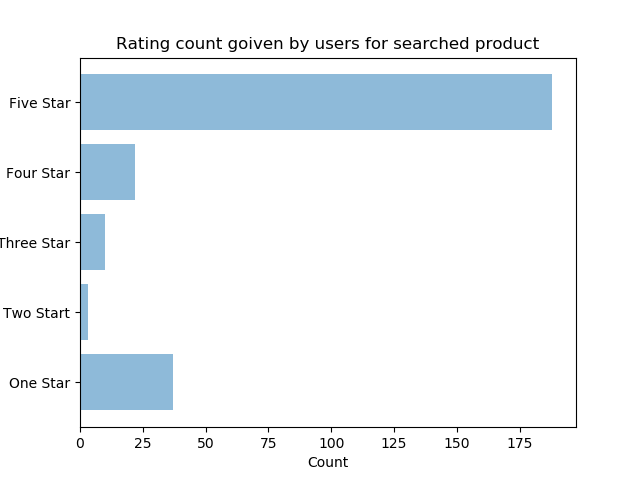 Rating count goiven by users for searched product
Five Star
Four Star
Three Star
Two Start
One Star
0 25 50 75 100 125 150 175
Count